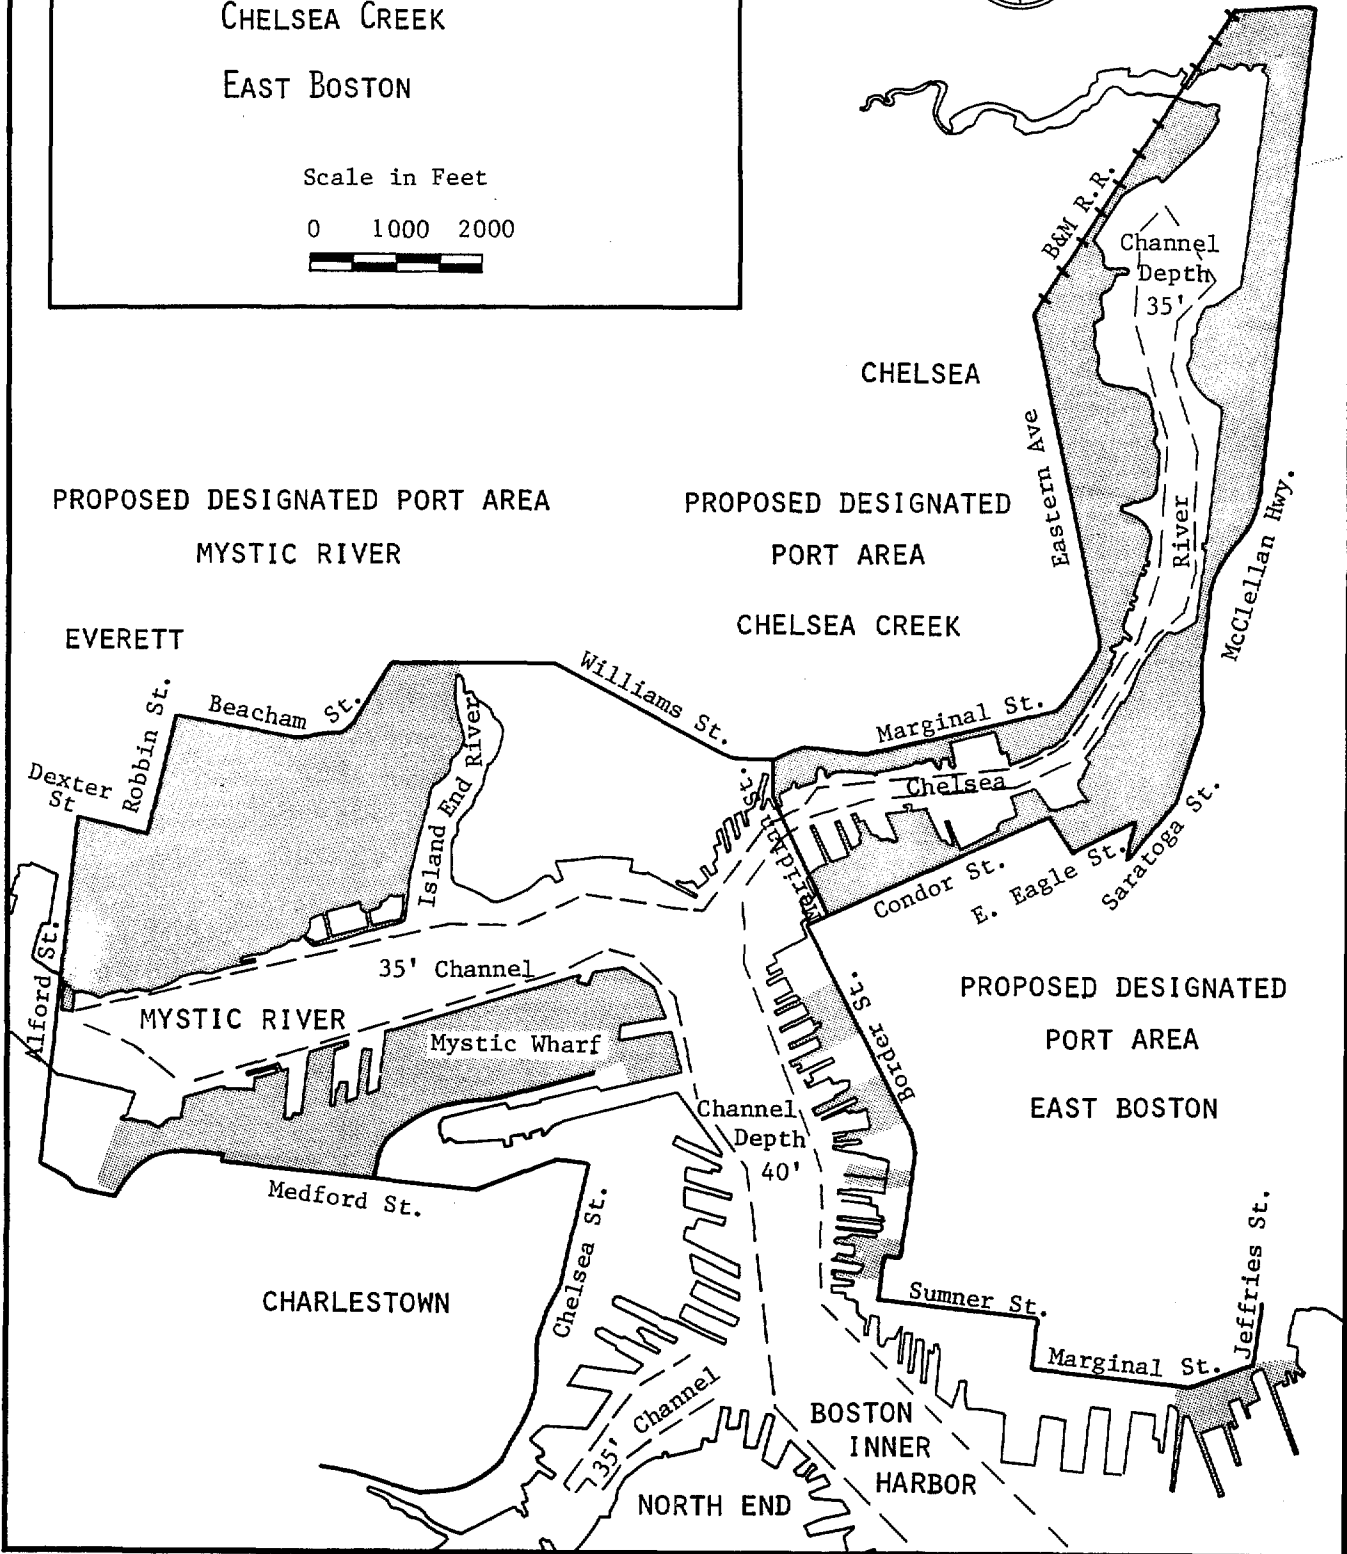 CHELSEA CREEK
EAST BOSTON
Scale in Feet
0 1000 2000
B&M R.R.
Channel
Depth
35'
CHELSEA
Eastern Ave
River
McClellan Hwy.
PROPOSED DESIGNATED PORT AREA
MYSTIC RIVER
PROPOSED DESIGNATED
PORT AREA
CHELSEA CREEK
EVERETT
Williams St.
Beacham St.
Robbin St.
Dexter
St
Island End River
Marginal St.
Chelsea
Meridian St.
Condor St.
E. Eagle St.
Saratoga St.
Alford St.
35' Channel
MYSTIC RIVER
Mystic Wharf
Border St.
PROPOSED DESIGNATED
PORT AREA
EAST BOSTON
Channel
Depth
40'
Medford St.
Chelsea St.
CHARLESTOWN
Sumner St.
Jeffries St.
Marginal St.
35' Channel
BOSTON
INNER
HARBOR
NORTH END